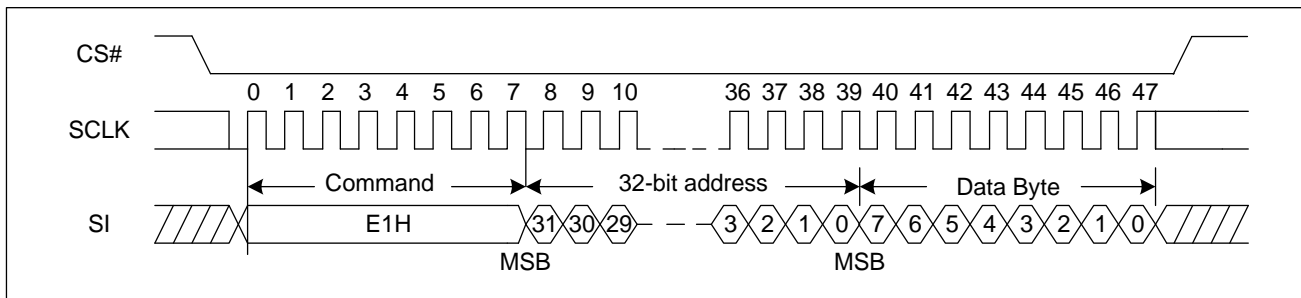 CS#
0 1 2 3 4 5 6 7 8 9 10 36 37 38 39 40 41 42 43 44 45 46 47
SCLK
Command 32-bit address Data Byte
SI E1H 31 30 29 3 2 1 0 7 6 5 4 3 2 1 0
MSB MSB